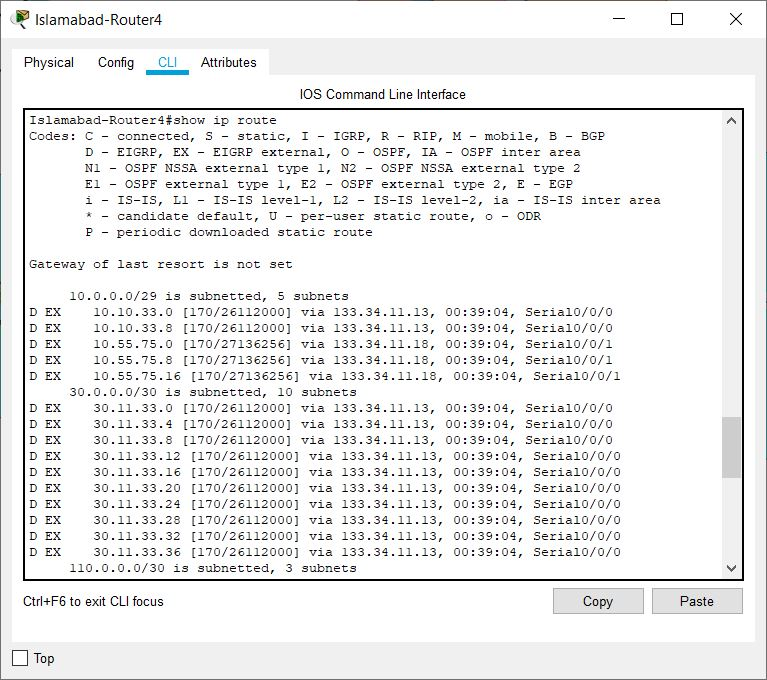 Islamabad-Router4
Physical Config CLI Attributes
IOS Command Line Interface
Islamabad-Router4#show ip route
Codes: C - connected, S - static, I - IGRP, R - RIP, M - mobile, B - BGP
       D - EIGRP, EX - EIGRP external, O - OSPF, IA - OSPF inter area
       N1 - OSPF NSSA external type 1, N2 - OSPF NSSA external type 2
       E1 - OSPF external type 1, E2 - OSPF external type 2, E - EGP
       i - IS-IS, L1 - IS-IS level-1, L2 - IS-IS level-2, ia - IS-IS inter area
       * - candidate default, U - per-user static route, o - ODR
       P - periodic downloaded static route

Gateway of last resort is not set

     10.0.0.0/29 is subnetted, 5 subnets
D EX    10.10.33.0 [170/26112000] via 133.34.11.13, 00:39:04, Serial0/0/0
D EX    10.10.33.8 [170/26112000] via 133.34.11.13, 00:39:04, Serial0/0/0
D EX    10.55.75.0 [170/27136256] via 133.34.11.18, 00:39:04, Serial0/0/1
D EX    10.55.75.8 [170/27136256] via 133.34.11.18, 00:39:04, Serial0/0/1
D EX    10.55.75.16 [170/27136256] via 133.34.11.18, 00:39:04, Serial0/0/1
     30.0.0.0/30 is subnetted, 10 subnets
D EX    30.11.33.0 [170/26112000] via 133.34.11.13, 00:39:04, Serial0/0/0
D EX    30.11.33.4 [170/26112000] via 133.34.11.13, 00:39:04, Serial0/0/0
D EX    30.11.33.8 [170/26112000] via 133.34.11.13, 00:39:04, Serial0/0/0
D EX    30.11.33.12 [170/26112000] via 133.34.11.13, 00:39:04, Serial0/0/0
D EX    30.11.33.16 [170/26112000] via 133.34.11.13, 00:39:04, Serial0/0/0
D EX    30.11.33.20 [170/26112000] via 133.34.11.13, 00:39:04, Serial0/0/0
D EX    30.11.33.24 [170/26112000] via 133.34.11.13, 00:39:04, Serial0/0/0
D EX    30.11.33.28 [170/26112000] via 133.34.11.13, 00:39:04, Serial0/0/0
D EX    30.11.33.32 [170/26112000] via 133.34.11.13, 00:39:04, Serial0/0/0
D EX    30.11.33.36 [170/26112000] via 133.34.11.13, 00:39:04, Serial0/0/0
     110.0.0.0/30 is subnetted, 3 subnets
Ctrl+F6 to exit CLI focus Copy Paste
Top